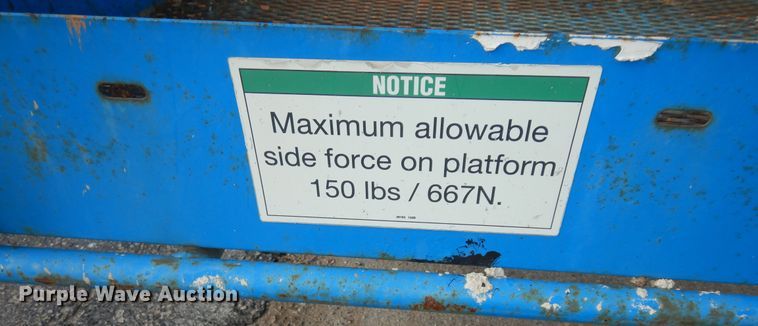 NOTICE
Maximum allowable
side force on platform
150 lbs / 667N.
Purple Wave Auction